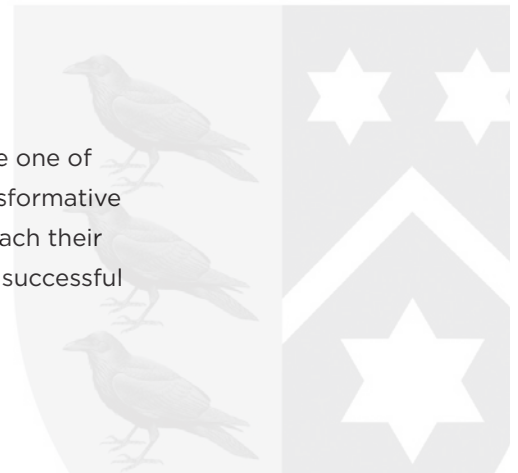 e one of
sformative
ach their
successful